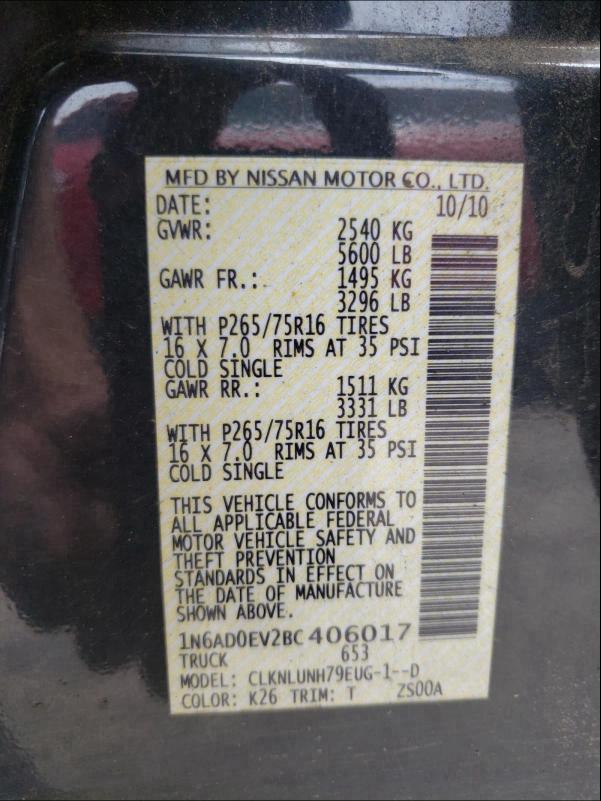 MFD BY NISSAN MOTOR CO., LTD.
DATE: 10/10
GVWR: 2540 KG
5600 LB
GAWR FR.: 1495 KG
3296 LB
WITH P265/75R16 TIRES
16 X 7.0 RIMS AT 35 PSI
COLD SINGLE
GAWR RR.: 1511 KG
3331 LB
WITH P265/75R16 TIRES
16 X 7.0 RIMS AT 35 PSI
COLD SINGLE
THIS VEHICLE CONFORMS TO
ALL APPLICABLE FEDERAL
MOTOR VEHICLE SAFETY AND
THEFT PREVENTION
STANDARDS IN EFFECT ON
THE DATE OF MANUFACTURE
SHOWN ABOVE.
1N6AD0EV2BC406017
TRUCK 653
MODEL: CLKNLUNH79EUG-1--D
COLOR: K26 TRIM: T ZS00A